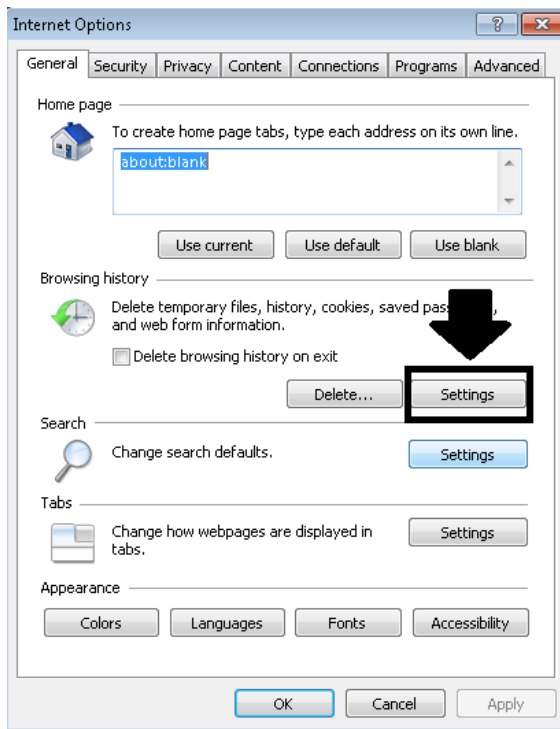 Internet Options
General Security Privacy Content Connections Programs Advanced
Home page
To create home page tabs, type each address on its own line.
about:blank
Use current Use default Use blank
Browsing history
Delete temporary files, history, cookies, saved
and web form information.
Delete browsing history on exit
Delete... Settings
Search
Change search defaults. Settings
Tabs
Change how webpages are displayed in
tabs.
Settings
Appearance
Colors Languages Fonts Accessibility
OK Cancel Apply